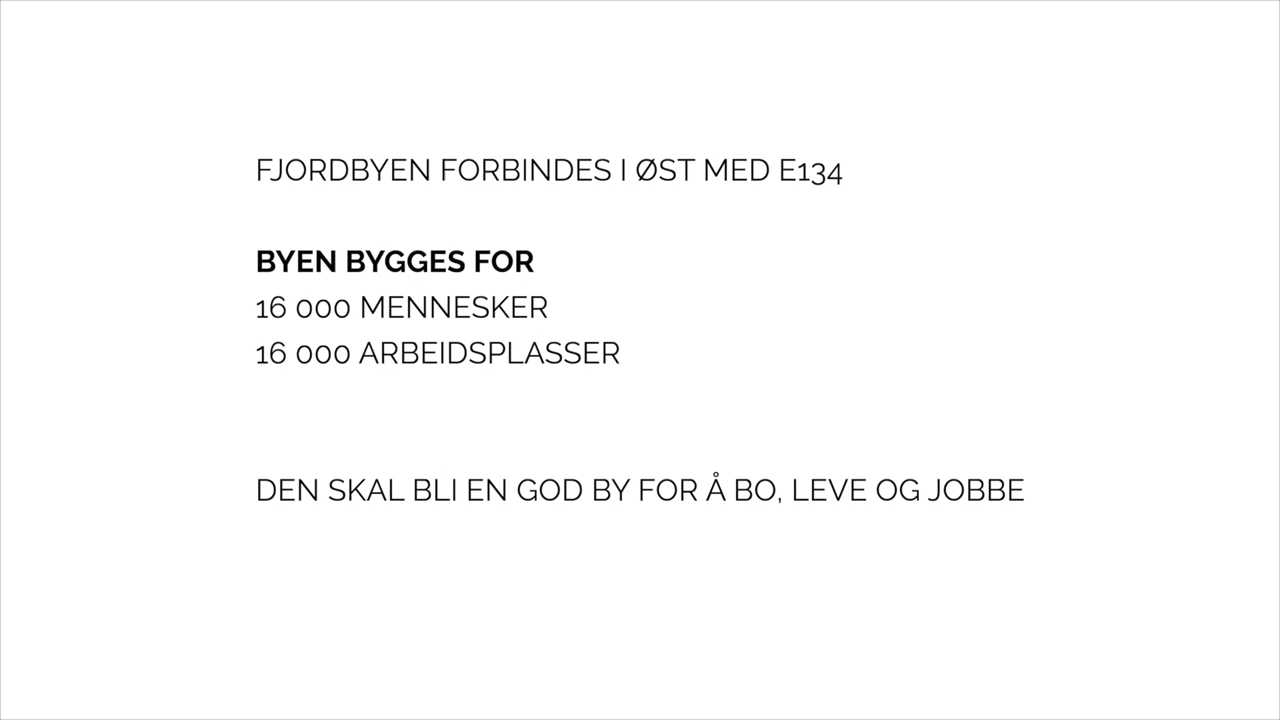 FJORDBYEN FORBINDES I ØST MED E134
BYEN BYGGES FOR
16 000 MENNESKER
16 000 ARBEIDSPLASSER
DEN SKAL BLI EN GOD BY FOR Å BO, LEVE OG JOBBE